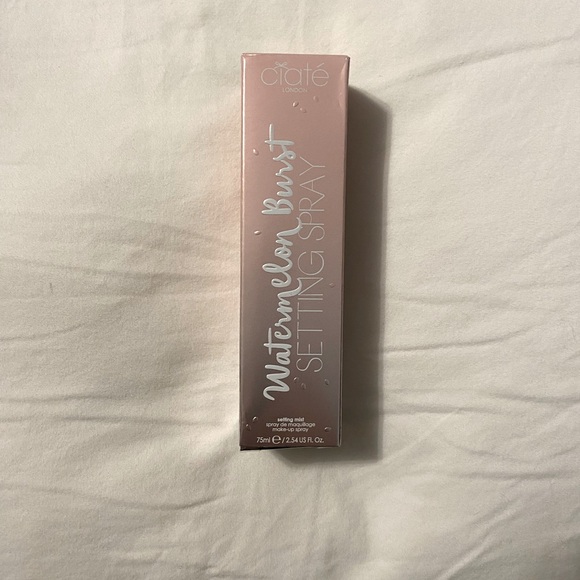 ciaté
LONDON
Watermelon Burst
SETTING SPRAY
setting mist
spray de maquillage
make-up spray
75ml ℮ / 2.54 US FL. Oz.